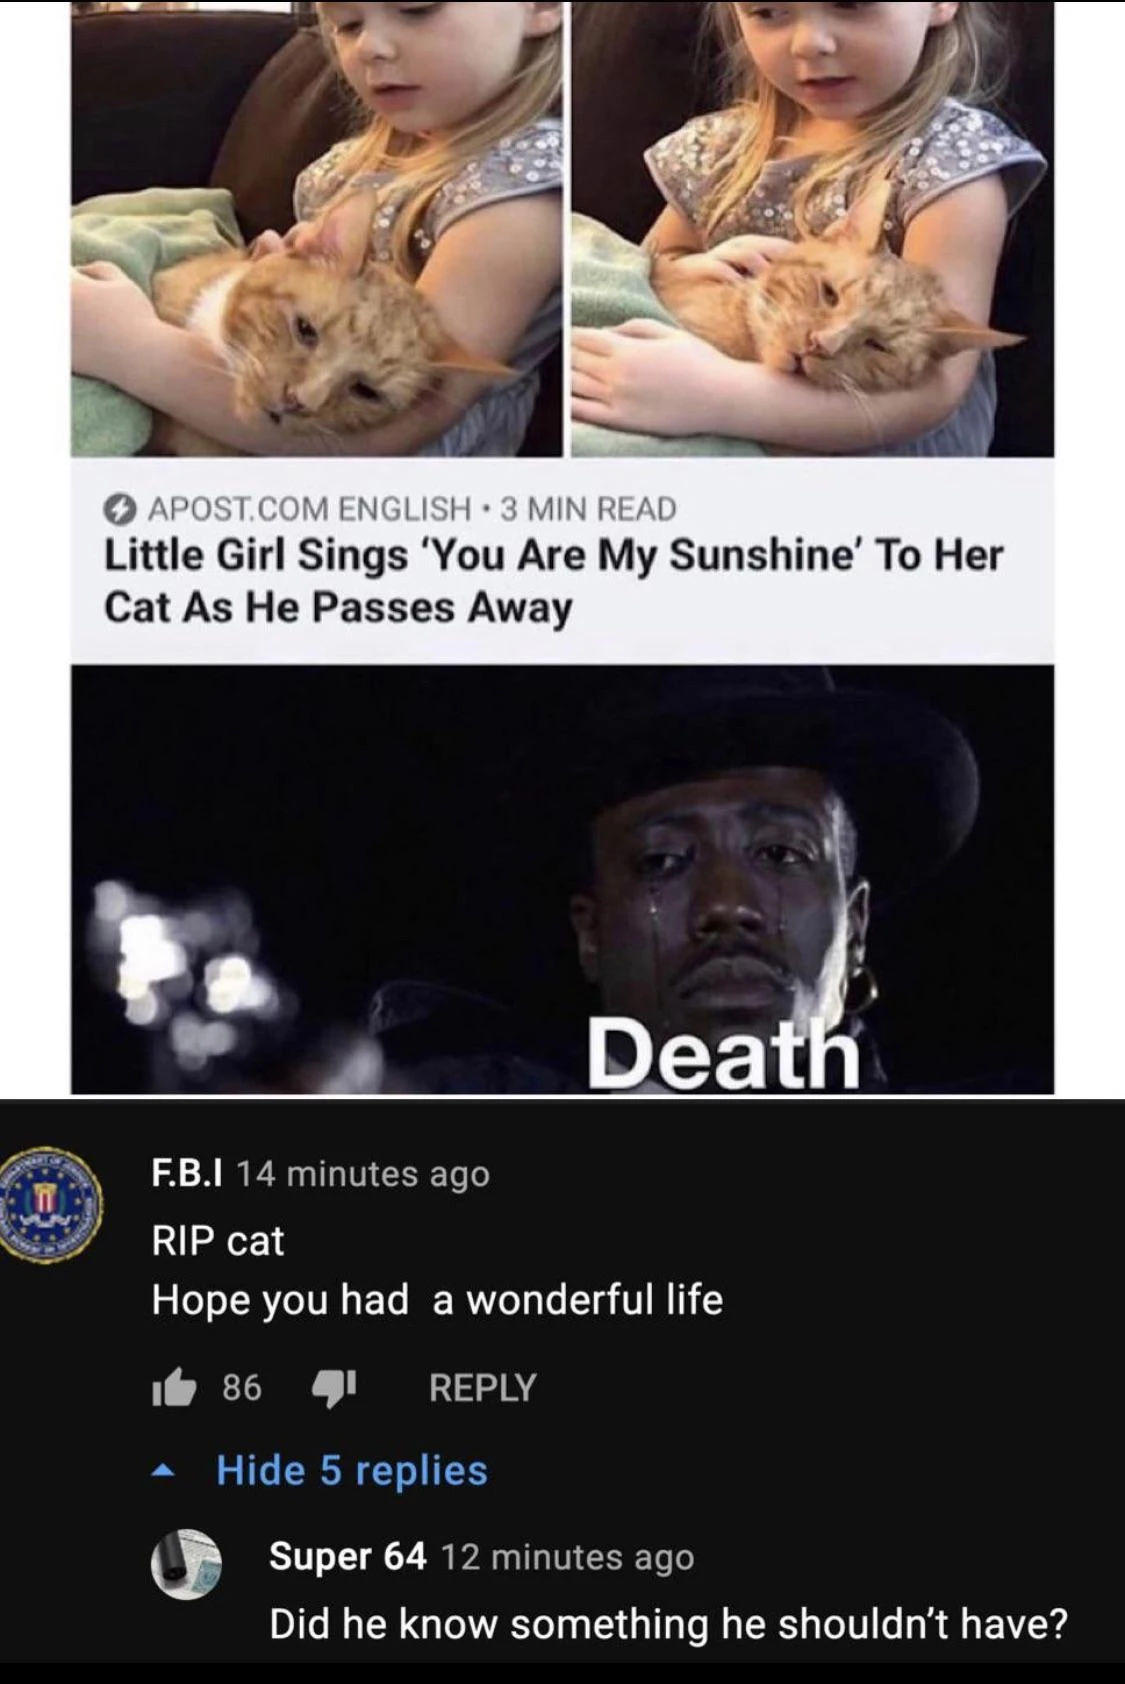 APOST.COM ENGLISH • 3 MIN READ
Little Girl Sings ‘You Are My Sunshine’ To Her
Cat As He Passes Away
Death
F.B.I 14 minutes ago
RIP cat
Hope you had  a wonderful life
86 REPLY
Hide 5 replies
Super 64 12 minutes ago
Did he know something he shouldn’t have?